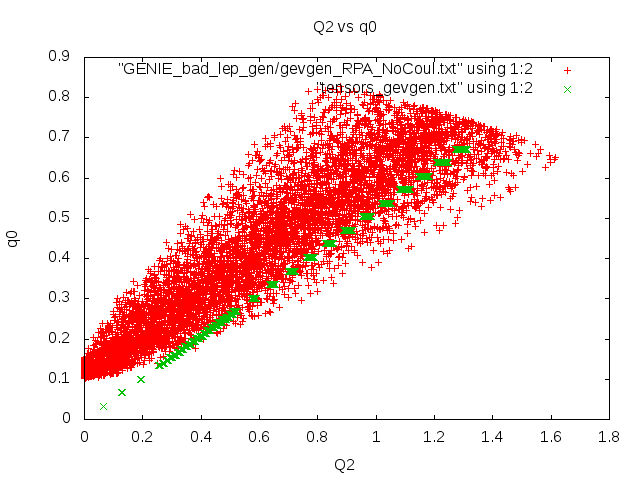 Q2 vs q0
"GENIE_bad_lep_gen/gevgen_RPA_NoCoul.txt" using 1:2
"tensors_gevgen.txt" using 1:2
0.9
0.8
0.7
0.6
0.5
0.4
0.3
0.2
0.1
0
q0
0 0.2 0.4 0.6 0.8 1 1.2 1.4 1.6 1.8
Q2